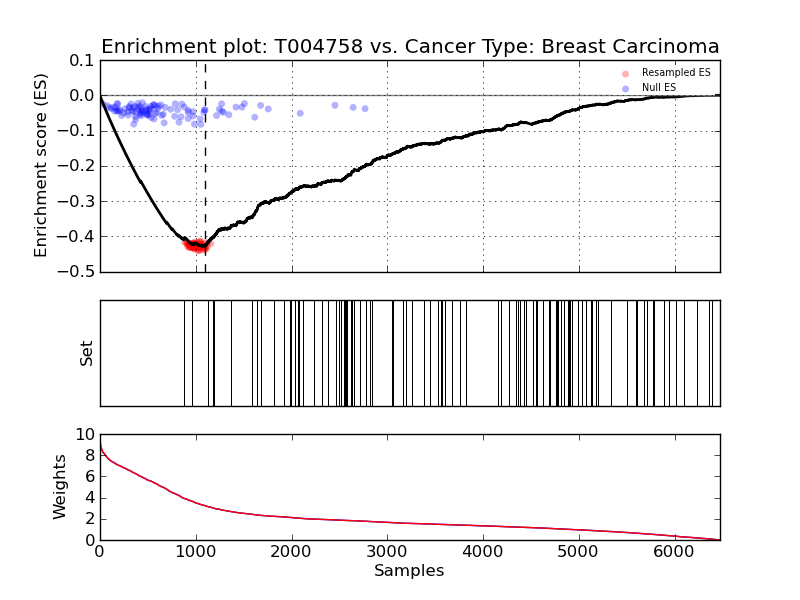 Enrichment plot: T004758 vs. Cancer Type: Breast Carcinoma
0.1
0.0
−0.1
−0.2
−0.3
−0.4
−0.5
Enrichment score (ES)
Resampled ES
Null ES
Set
10
8
6
4
2
0
Weights
0 1000 2000 3000 4000 5000 6000
Samples